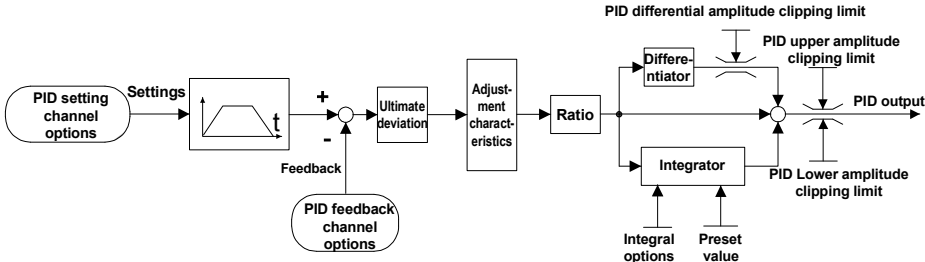 PID differential amplitude clipping limit
PID upper amplitude
clipping limit
Differe-
ntiator
PID setting
channel
options
Settings
t
+
-
Ultimate
deviation
Adjust-
ment
charact-
eristics
Ratio
PID output
Feedback
Integrator
PID Lower amplitude
clipping limit
PID feedback
channel
options
Integral
options
Preset
value